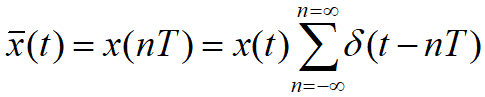 x̄(t) = x(nT) = x(t) ∑_{n=-∞}^{n=∞} δ(t − nT)